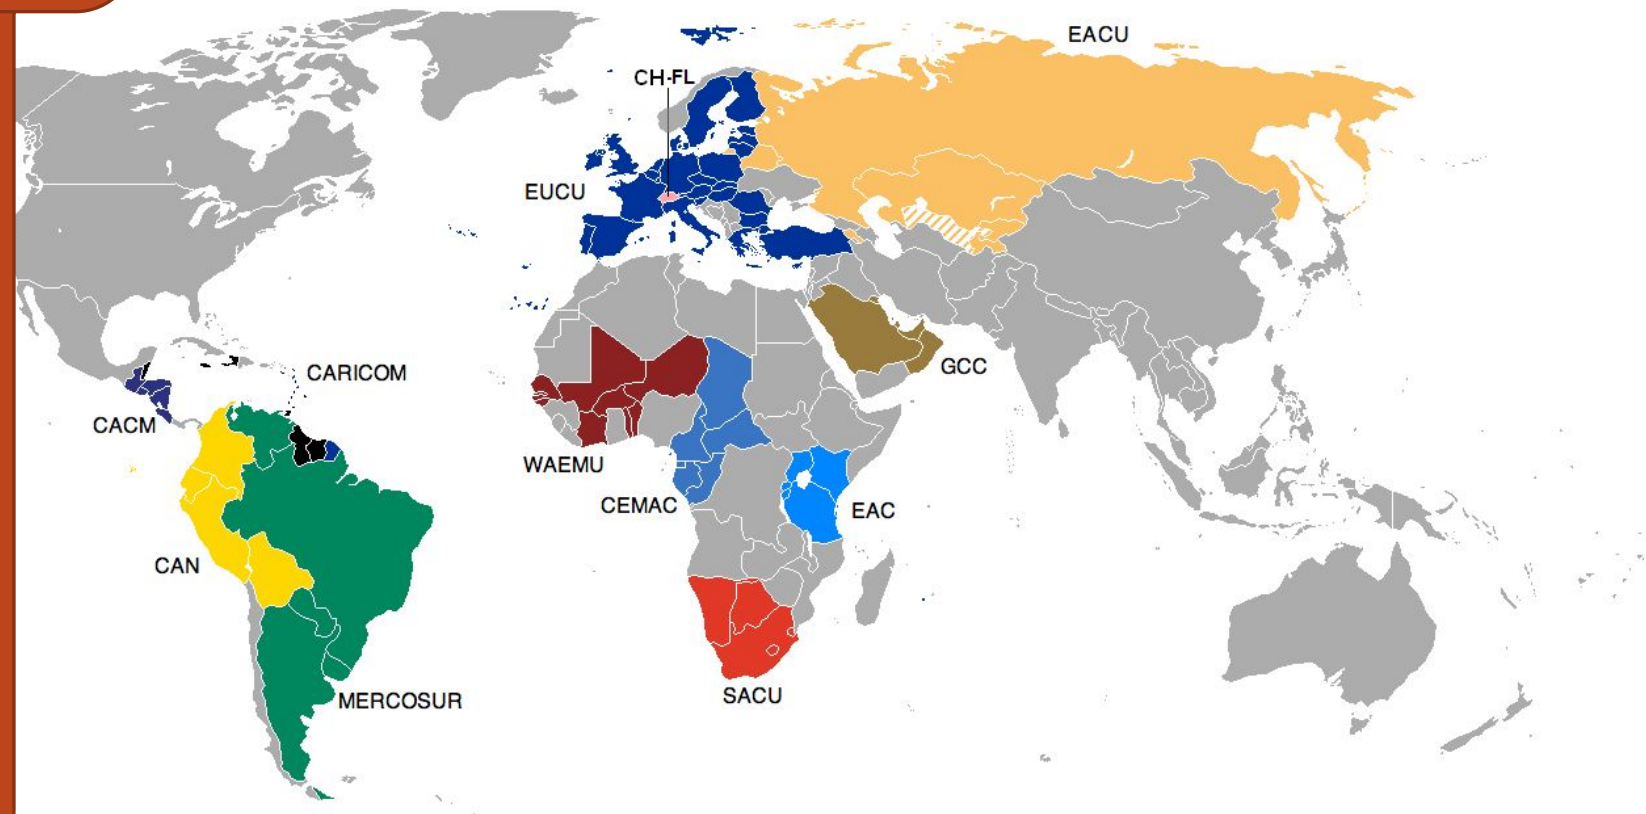 EACU
CH-FL
EUCU
GCC
CARICOM
CACM
WAEMU
CEMAC
EAC
CAN
SACU
MERCOSUR